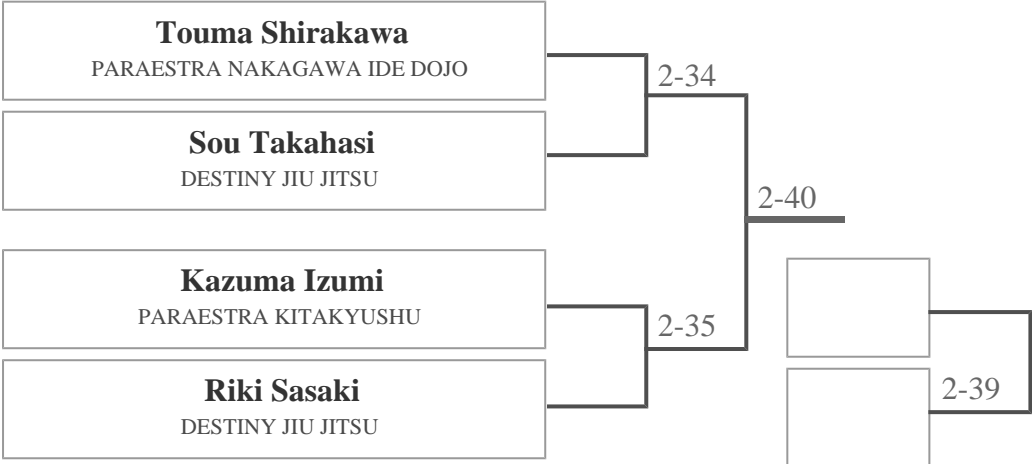 Touma Shirakawa
PARAESTRA NAKAGAWA IDE DOJO
2-34
Sou Takahasi
DESTINY JIU JITSU
2-40
Kazuma Izumi
PARAESTRA KITAKYUSHU
2-35
Riki Sasaki
DESTINY JIU JITSU
2-39